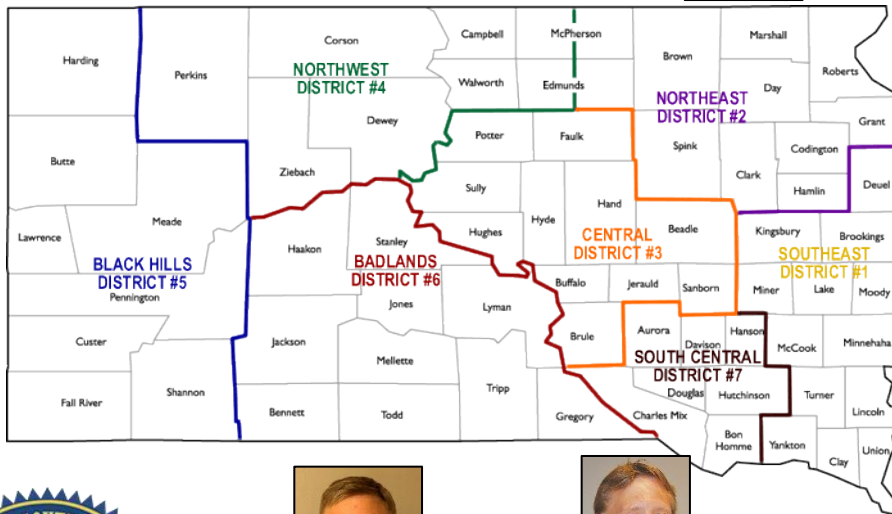 Harding
Perkins
Corson
Campbell
McPherson
Brown
Marshall
Roberts
NORTHWEST
DISTRICT #4
Walworth
Edmunds
Day
NORTHEAST
DISTRICT #2
Grant
Dewey
Potter
Faulk
Spink
Codington
Butte
Ziebach
Clark
Hamlin
Deuel
Sully
Hand
Meade
Hyde
Lawrence
Haakon
Stanley
Hughes
Beadle
Kingsbury
Brookings
CENTRAL
DISTRICT #3
SOUTHEAST
DISTRICT #1
BLACK HILLS
DISTRICT #5
BADLANDS
DISTRICT #6
Pennington
Buffalo
Jerauld
Sanborn
Miner
Lake
Moody
Jones
Lyman
Custer
Jackson
Brule
Aurora
Davison
Hanson
McCook
Minnehaha
SOUTH CENTRAL
DISTRICT #7
Mellette
Fall River
Shannon
Tripp
Douglas
Hutchinson
Turner
Lincoln
Bennett
Todd
Gregory
Charles Mix
Bon
Homme
Yankton
Clay
Union